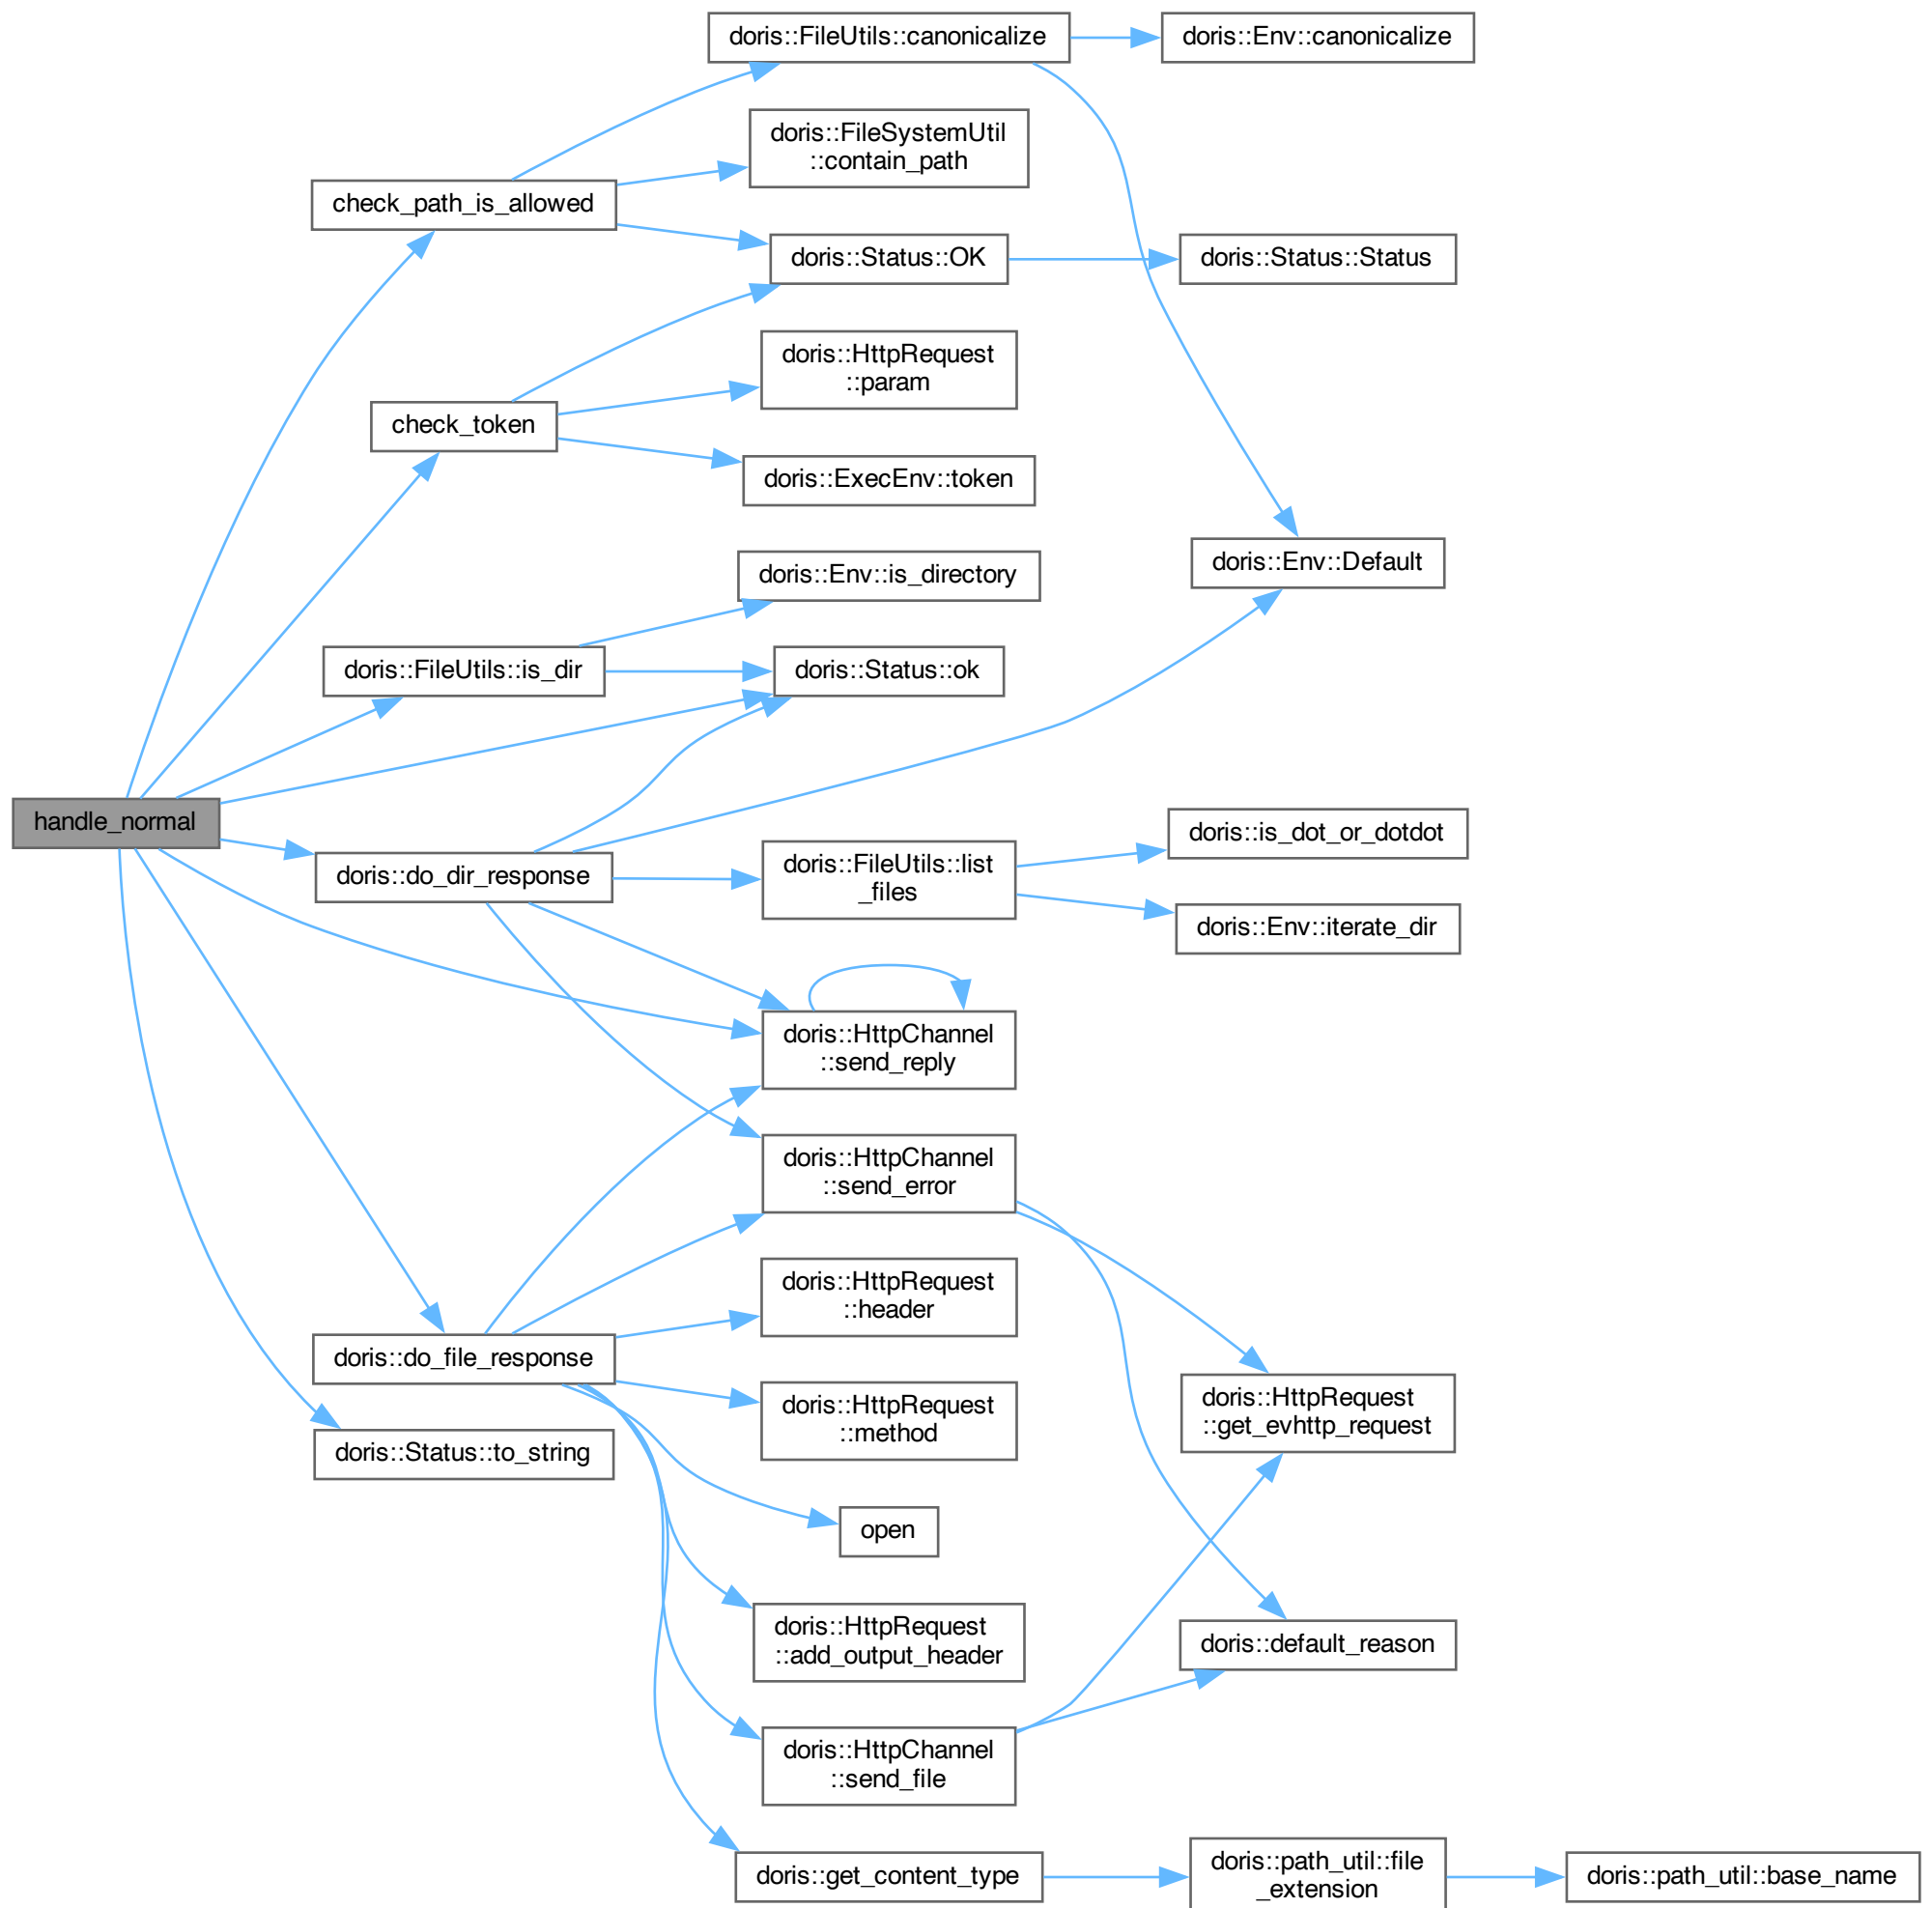 doris::FileUtils::canonicalize
doris::Env::canonicalize
doris::FileSystemUtil
::contain_path
check_path_is_allowed
doris::Status::OK
doris::Status::Status
doris::HttpRequest
::param
check_token
doris::ExecEnv::token
doris::Env::Default
doris::Env::is_directory
doris::FileUtils::is_dir
doris::Status::ok
handle_normal
doris::is_dot_or_dotdot
doris::do_dir_response
doris::FileUtils::list
_files
doris::Env::iterate_dir
doris::HttpChannel
::send_reply
doris::HttpChannel
::send_error
doris::HttpRequest
::header
doris::do_file_response
doris::HttpRequest
::method
doris::HttpRequest
::get_evhttp_request
doris::Status::to_string
open
doris::HttpRequest
::add_output_header
doris::default_reason
doris::HttpChannel
::send_file
doris::get_content_type
doris::path_util::file
_extension
doris::path_util::base_name